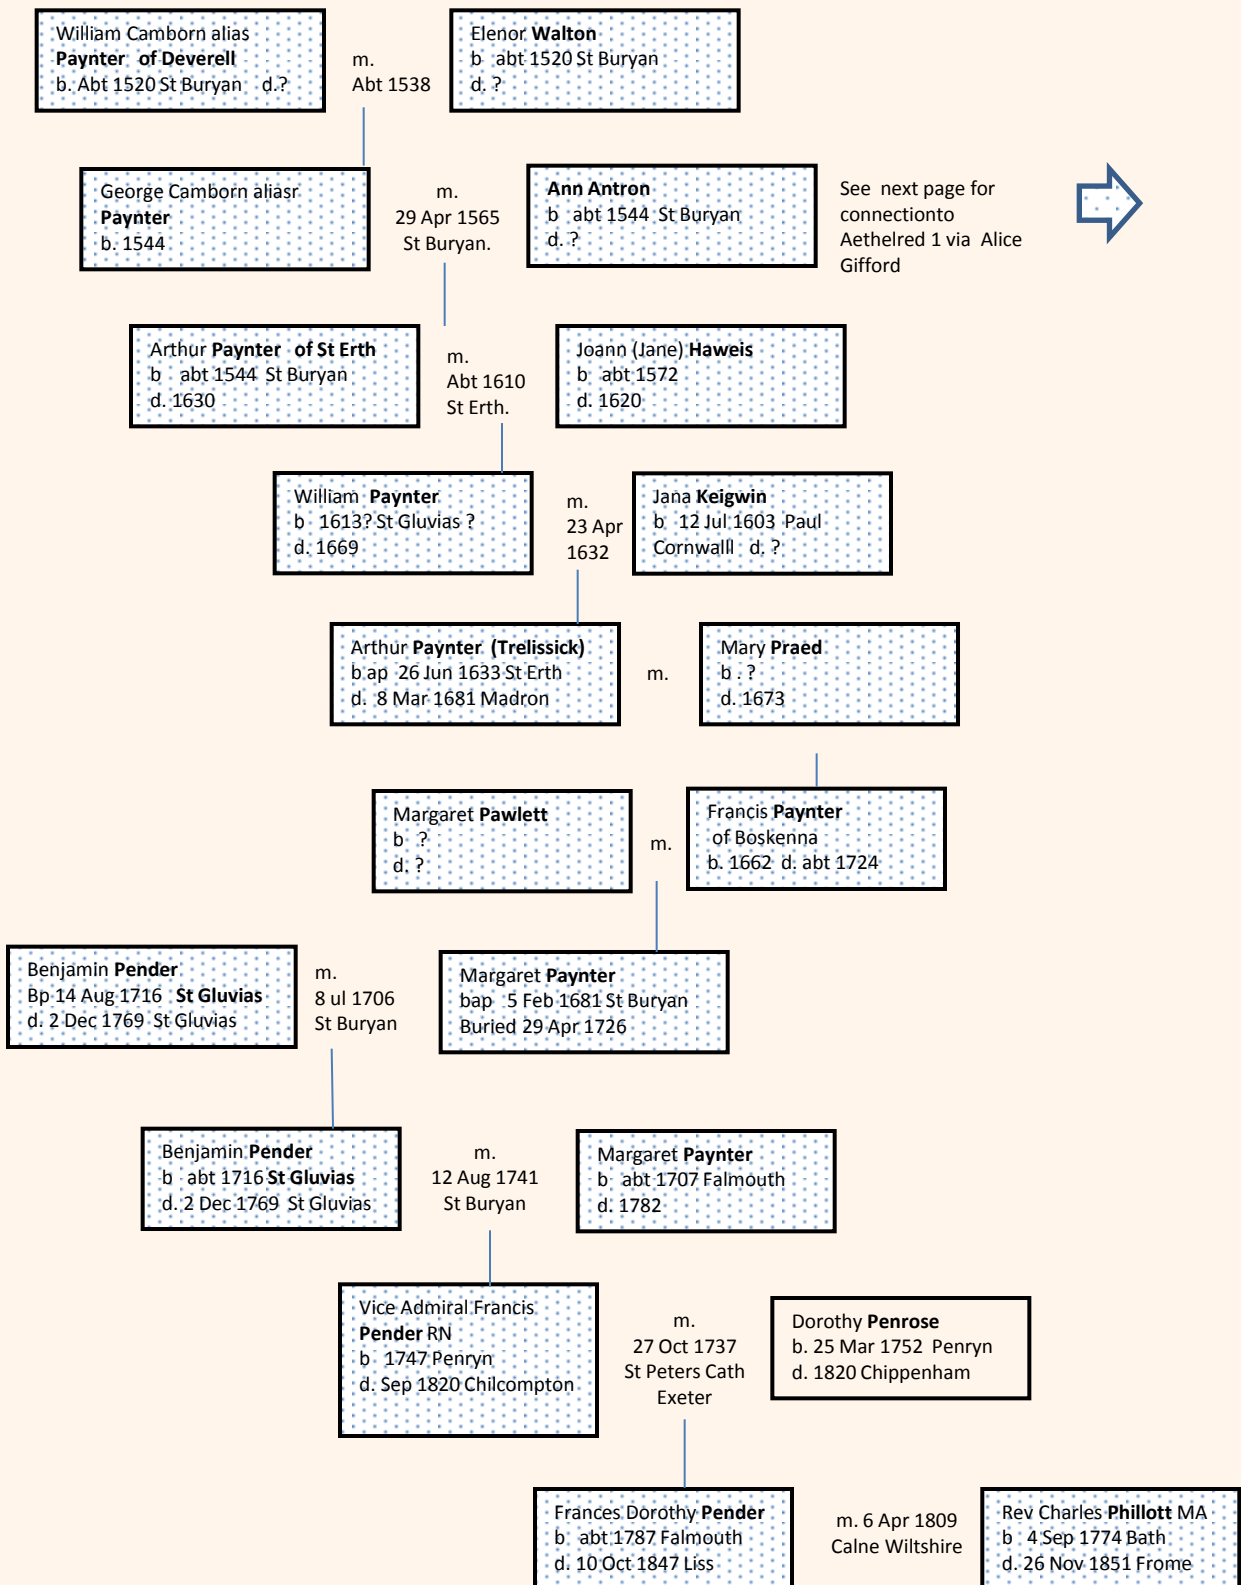 William Camborn alias
Paynter of Deverell
b. Abt 1520 St Buryan d.?
m.
Abt 1538
Elenor Walton
b abt 1520 St Buryan
d. ?
George Camborn aliasr
Paynter
b. 1544
m.
29 Apr 1565
St Buryan.
Ann Antron
b abt 1544 St Buryan
d. ?
See next page for
connectionto
Aethelred 1 via Alice
Gifford
Arthur Paynter of St Erth
b abt 1544 St Buryan
d. 1630
m.
Abt 1610
St Erth.
Joann (Jane) Haweis
b abt 1572
d. 1620
William Paynter
b 1613? St Gluvias ?
d. 1669
m.
23 Apr
1632
Jana Keigwin
b 12 Jul 1603 Paul
Cornwalll d. ?
Arthur Paynter (Trelissick)
b ap 26 Jun 1633 St Erth
d. 8 Mar 1681 Madron
m.
Mary Praed
b . ?
d. 1673
Margaret Pawlett
b ?
d. ?
m.
Francis Paynter
of Boskenna
b. 1662 d. abt 1724
Benjamin Pender
Bp 14 Aug 1716 St Gluvias
d. 2 Dec 1769 St Gluvias
m.
8 ul 1706
St Buryan
Margaret Paynter
bap 5 Feb 1681 St Buryan
Buried 29 Apr 1726
Benjamin Pender
b abt 1716 St Gluvias
d. 2 Dec 1769 St Gluvias
m.
12 Aug 1741
St Buryan
Margaret Paynter
b abt 1707 Falmouth
d. 1782
Vice Admiral Francis
Pender RN
b 1747 Penryn
d. Sep 1820 Chilcompton
m.
27 Oct 1737
St Peters Cath
Exeter
Dorothy Penrose
b. 25 Mar 1752 Penryn
d. 1820 Chippenham
Frances Dorothy Pender
b abt 1787 Falmouth
d. 10 Oct 1847 Liss
m. 6 Apr 1809
Calne Wiltshire
Rev Charles Phillott MA
b 4 Sep 1774 Bath
d. 26 Nov 1851 Frome